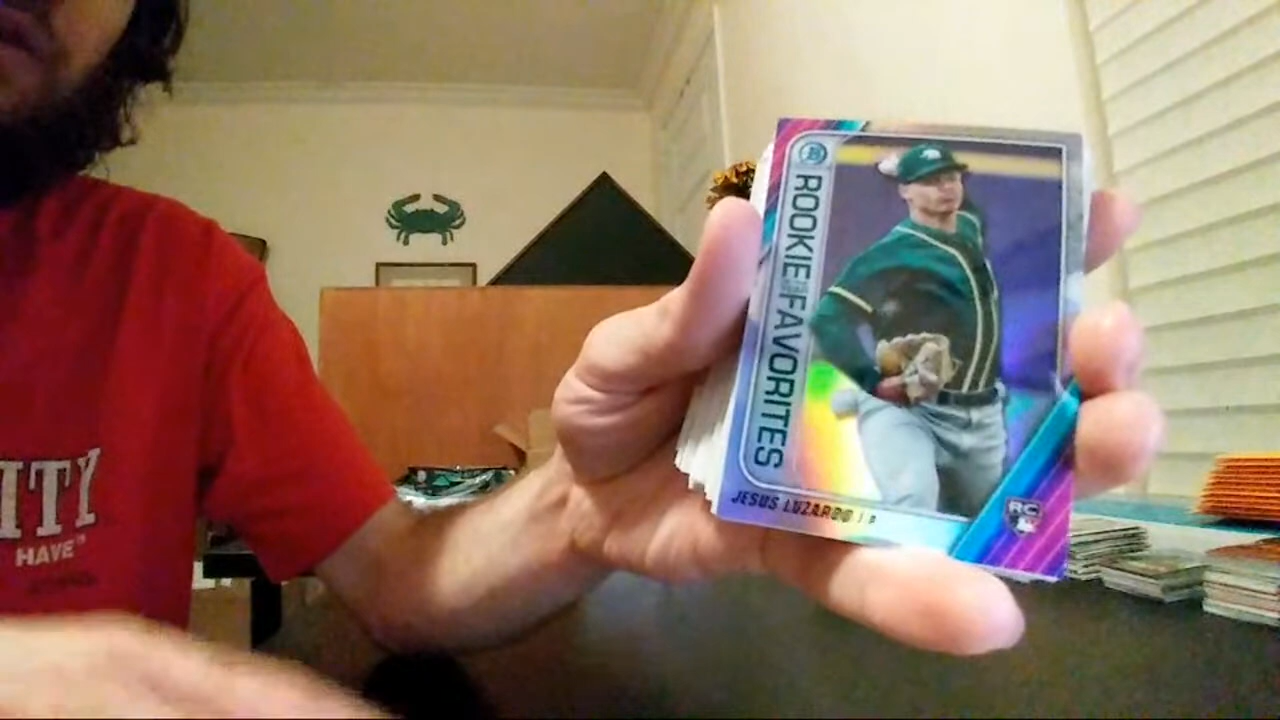 ITY
HAVE"
B
ROOKIE FAVORITES
JESUS LUZARDO | P
RC